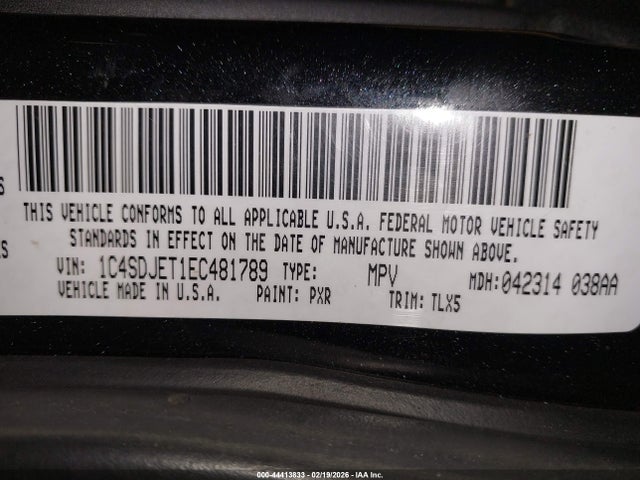 S
THIS VEHICLE CONFORMS TO ALL APPLICABLE U.S.A. FEDERAL MOTOR VEHICLE SAFETY
ES STANDARDS IN EFFECT ON THE DATE OF MANUFACTURE SHOWN ABOVE.
VIN: 1C4SDJET1EC481789 TYPE: MPV MDH:042314 038AA
VEHICLE MADE IN U.S.A. PAINT: PXR TRIM: TLX5
000-44413833 - 02/19/2026 - IAA Inc.